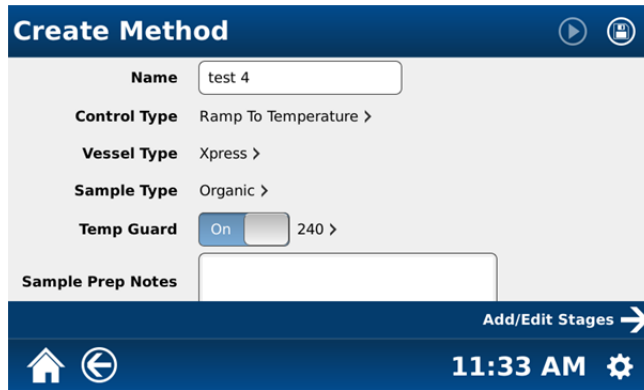 Create Method
Name test 4
Control Type Ramp To Temperature >
Vessel Type Xpress >
Sample Type Organic >
Temp Guard On 240 >
Sample Prep Notes
Add/Edit Stages
11:33 AM